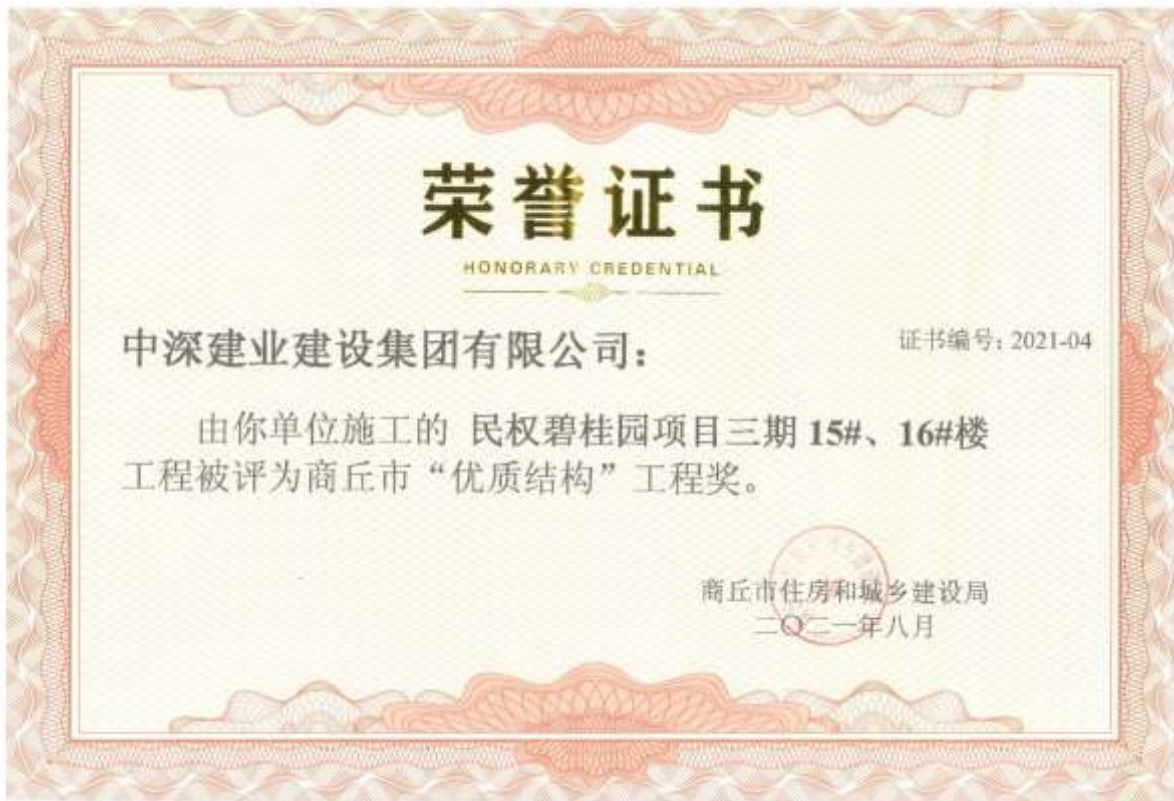 荣誉证书
HONORARY CREDENTIAL
中深建业建设集团有限公司：
证书编号：2021-04
由你单位施工的 民权碧桂园项目三期 15#、16#楼
工程被评为商丘市“优质结构”工程奖。
商丘市住房和城乡建设局
二〇二一年八月